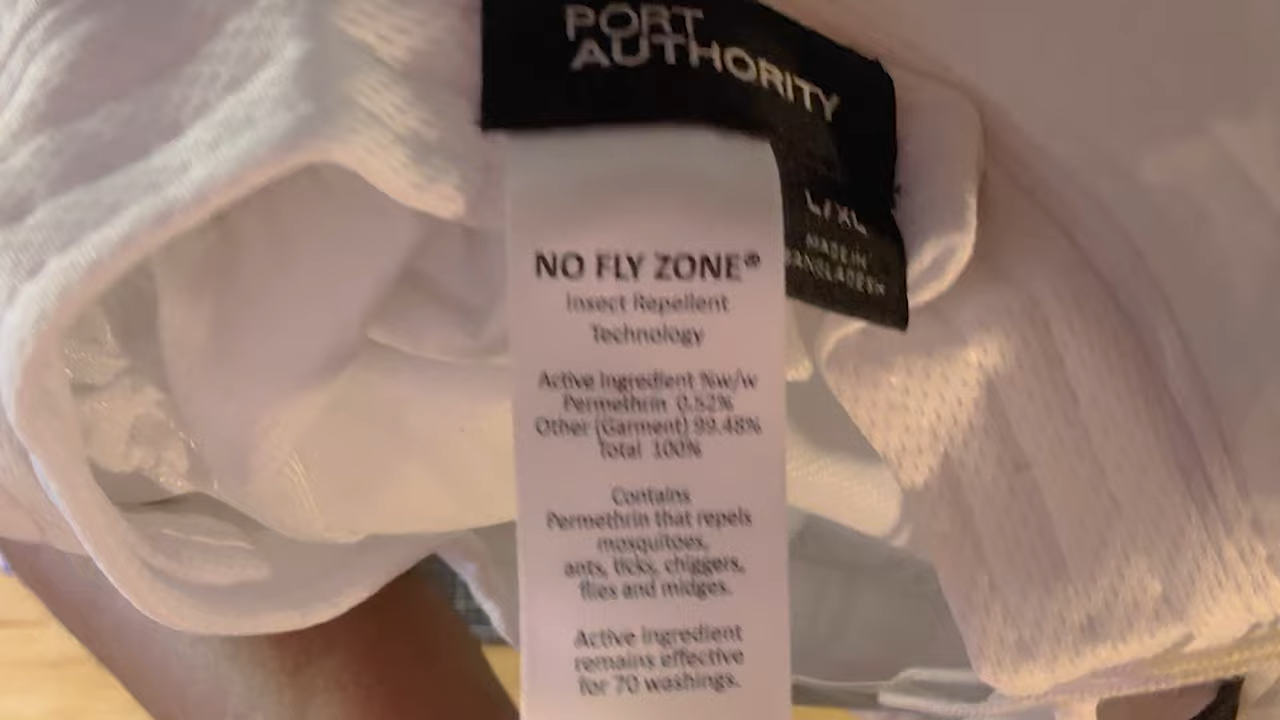 PORT
AUTHORITY
L/XL
MADE IN
BANGLADESH
NO FLY ZONE®
Insect Repellent
Technology
Active Ingredient %w/w
Permethrin 0.52%
Other (Garment) 99.48%
Total 100%
Contains
Permethrin that repels
mosquitoes,
ants, ticks, chiggers,
flies and midges.
Active ingredient
remains effective
for 70 washings.